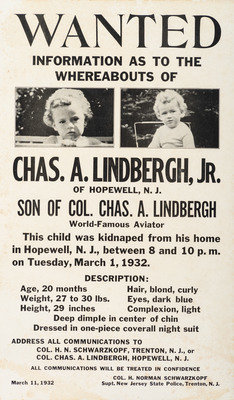 WANTED
INFORMATION AS TO THE
WHEREABOUTS OF
CHAS. A. LINDBERGH, JR.
OF HOPEWELL, N. J.
SON OF COL. CHAS. A. LINDBERGH
World-Famous Aviator
This child was kidnaped from his home
in Hopewell, N. J., between 8 and 10 p. m.
on Tuesday, March 1, 1932.
DESCRIPTION:
Age, 20 months Hair, blond, curly
Weight, 27 to 30 lbs. Eyes, dark blue
Height, 29 inches Complexion, light
Deep dimple in center of chin
Dressed in one-piece coverall night suit
ADDRESS ALL COMMUNICATIONS TO
COL. H. N. SCHWARZKOPF, TRENTON, N. J., or
COL. CHAS. A. LINDBERGH, HOPEWELL, N. J.
ALL COMMUNICATIONS WILL BE TREATED IN CONFIDENCE
COL. H. NORMAN SCHWARZKOPF
March 11, 1932 Supt. New Jersey State Police, Trenton, N. J.